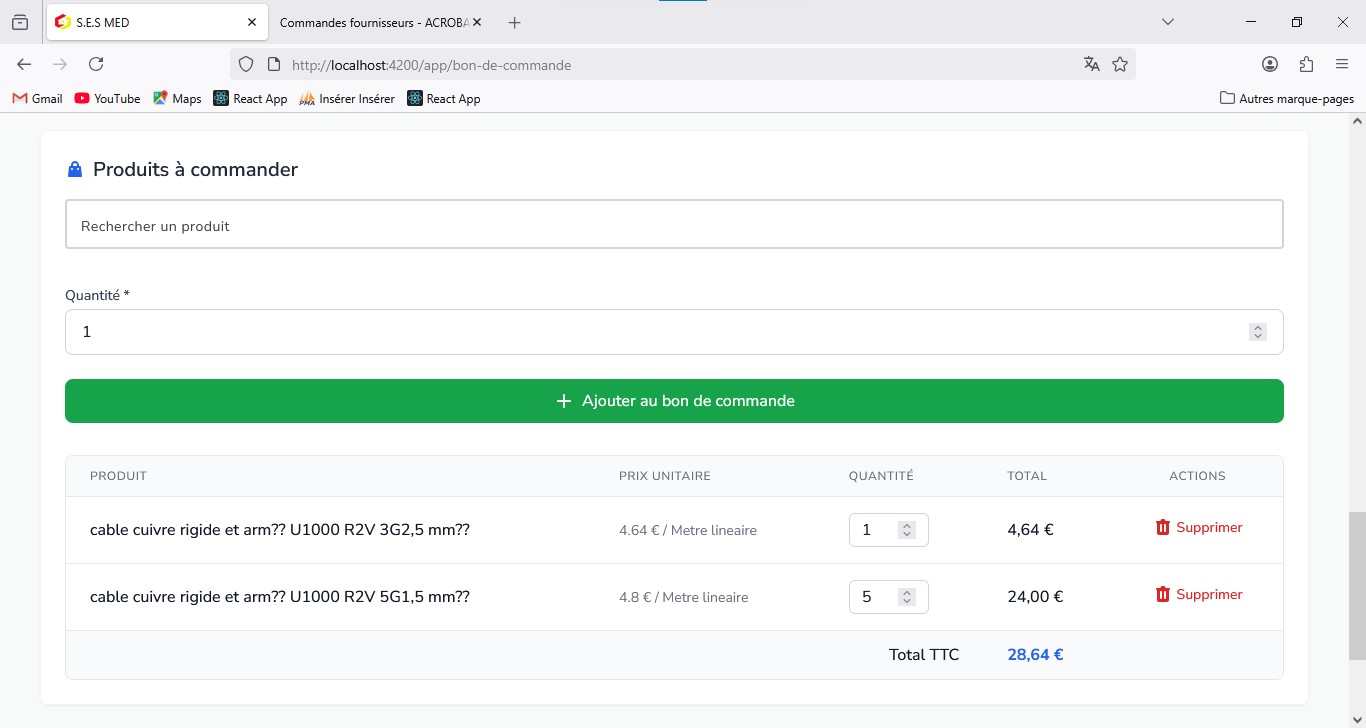 S.E.S MED
Commandes fournisseurs - ACROBA
http://localhost:4200/app/bon-de-commande
Gmail YouTube Maps React App Insérer Insérer React App Autres marque-pages
Produits à commander
Rechercher un produit
Quantité *
1
+ Ajouter au bon de commande
PRODUIT PRIX UNITAIRE QUANTITÉ TOTAL ACTIONS
cable cuivre rigide et arm?? U1000 R2V 3G2,5 mm?? 4.64 € / Metre lineaire 1 4,64 € Supprimer
cable cuivre rigide et arm?? U1000 R2V 5G1,5 mm?? 4.8 € / Metre lineaire 5 24,00 € Supprimer
Total TTC 28,64 €